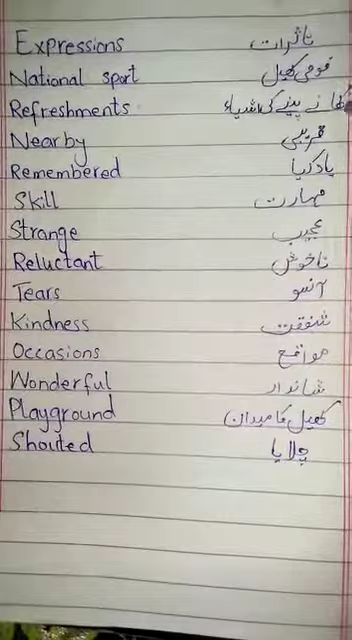 Expressions تاثرات
National sport قومی کھیل
Refreshments کھانے پینے کی اشیاء
Nearby قریبی
Remembered یاد کیا
Skill مہارت
Strange عجیب
Reluctant ناخوش
Tears آنسو
Kindness شفقت
Occasions مواقع
Wonderful شاندار
Playground کھیل کا میدان
Shouted چلایا